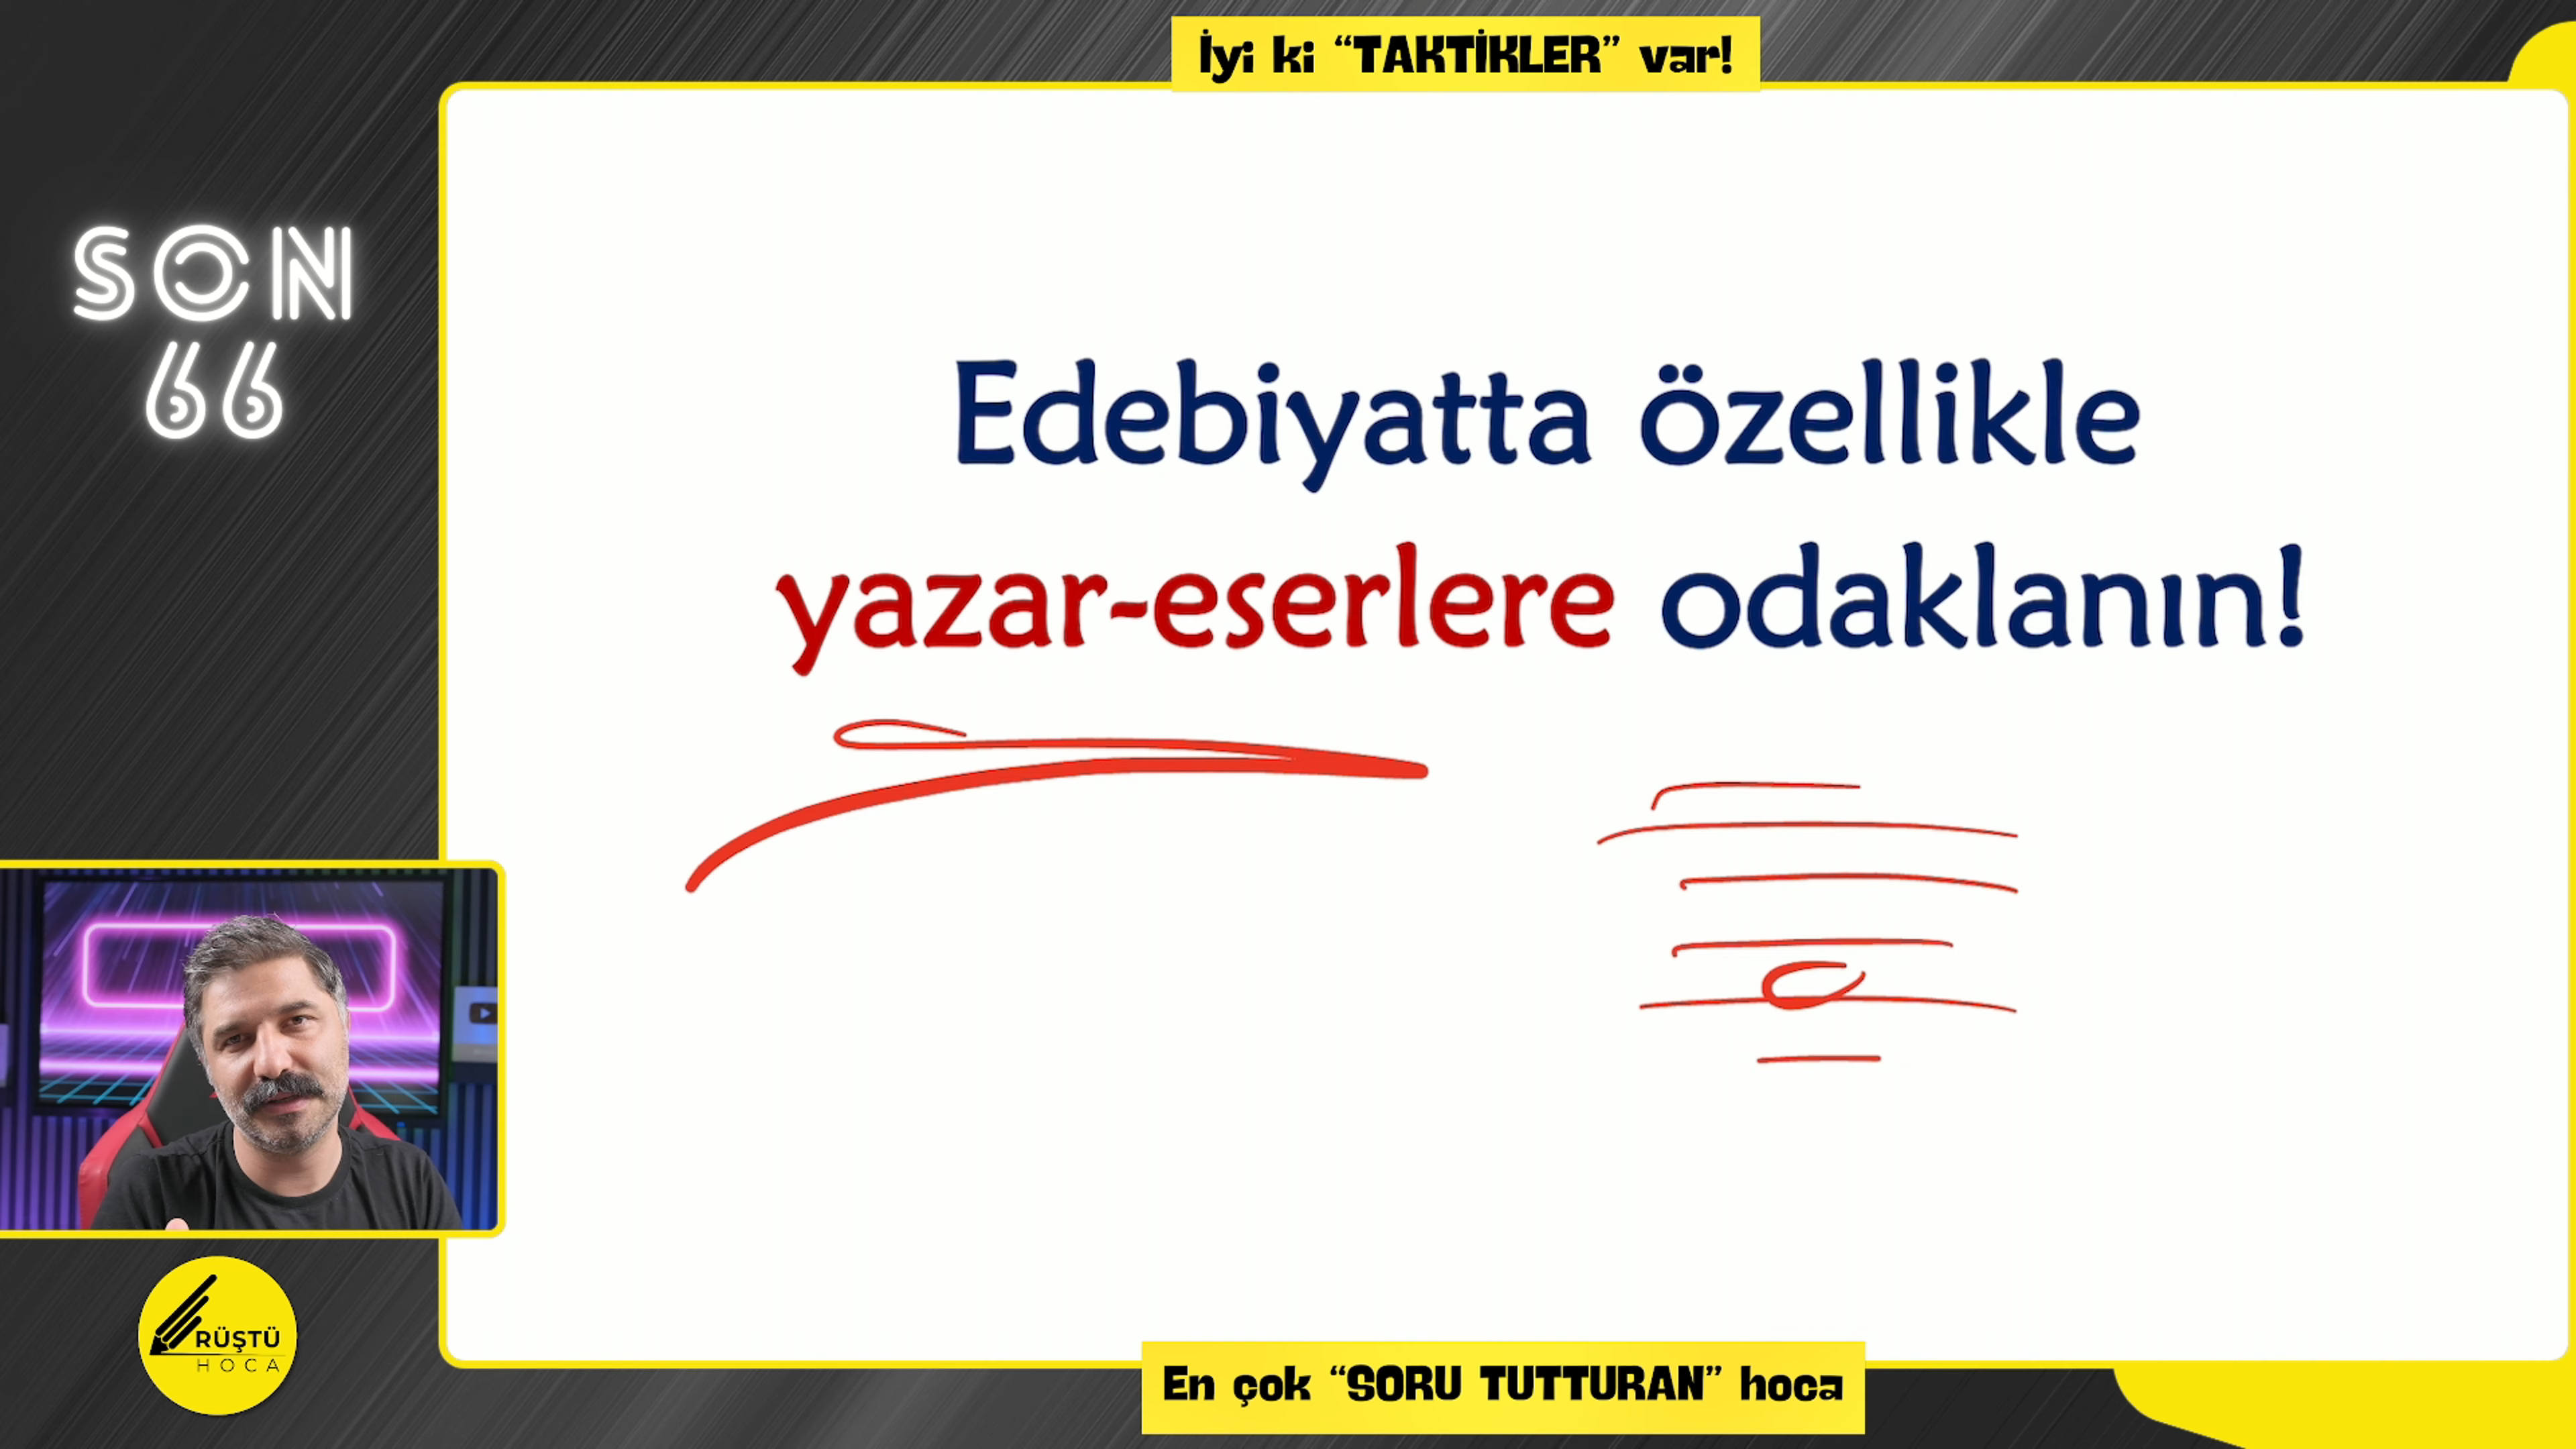 İyi ki “TAKTİKLER” var!
SON
66
Edebiyatta özellikle
yazar-eserlere odaklanın!
RÜŞTÜ
HOCA
En çok “SORU TUTTURAN” hoca